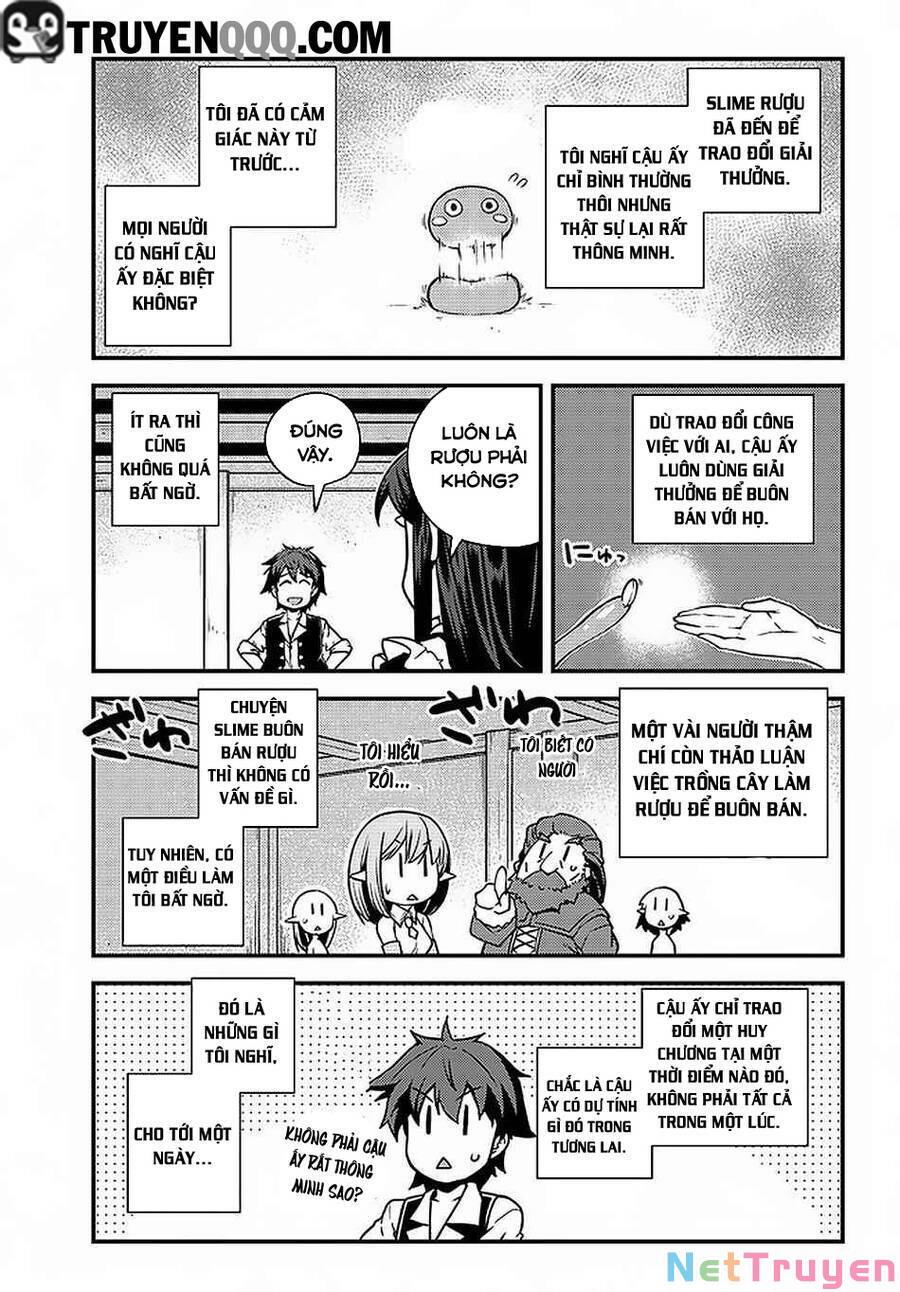 TRUYENQQQ.COM
SLIME RƯỢU
ĐÃ ĐẾN ĐỂ
TRAO ĐỔI GIẢI
THƯỞNG.
TÔI NGHĨ CẬU ẤY
CHỈ BÌNH THƯỜNG
THÔI NHƯNG
THẬT SỰ LẠI RẤT
THÔNG MINH.
TÔI ĐÃ CÓ CẢM
GIÁC NÀY TỪ
TRƯỚC...
MỌI NGƯỜI
CÓ NGHĨ CẬU
ẤY ĐẶC BIỆT
KHÔNG?
DÙ TRAO ĐỔI CÔNG
VIỆC VỚI AI, CẬU ẤY
LUÔN DÙNG GIẢI
THƯỞNG ĐỂ BUÔN
BÁN VỚI HỌ.
にゅっ
LUÔN LÀ
RƯỢU PHẢI
KHÔNG?
ĐÚNG
VẬY.
ÍT RA THÌ
CŨNG
KHÔNG QUÁ
BẤT NGỜ.
MỘT VÀI NGƯỜI THẬM
CHÍ CÒN THẢO LUẬN
VIỆC TRỒNG CÂY LÀM
RƯỢU ĐỂ BUÔN BÁN.
ざわ
TÔI BIẾT CO
NGƯỜI
TÔI HIỂU
RỒI...
ざわ
CHUYỆN
SLIME BUÔN
BÁN RƯỢU
THÌ KHÔNG CÓ
VẤN ĐỀ GÌ.
TUY NHIÊN, CÓ
MỘT ĐIỀU LÀM
TÔI BẤT NGỜ.
CẬU ẤY CHỈ TRAO
ĐỔI MỘT HUY
CHƯƠNG TẠI MỘT
THỜI ĐIỂM NÀO ĐÓ,
KHÔNG PHẢI TẤT CẢ
TRONG MỘT LÚC.
CHẮC LÀ CẬU
ẤY CÓ DỰ TÍNH
GÌ ĐÓ TRONG
TƯƠNG LAI.
KHÔNG PHẢI CẬU
ẤY RẤT THÔNG
MINH SAO?
ĐÓ LÀ
NHỮNG GÌ
TÔI NGHĨ,
CHO TỚI MỘT
NGÀY...
NetTruyen